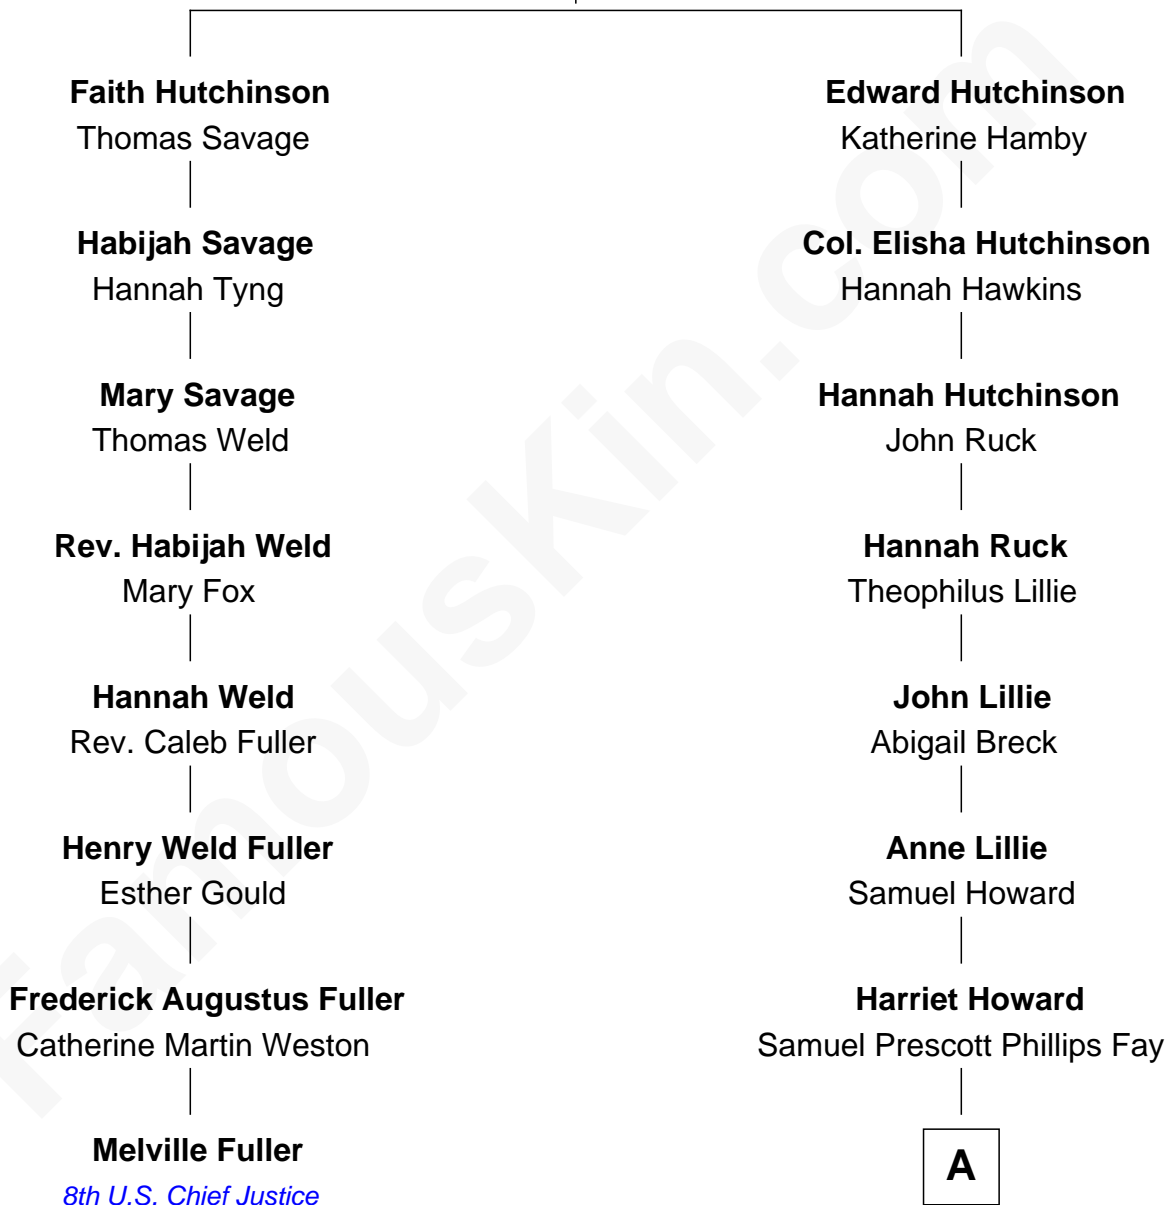 Faith Hutchinson
Thomas Savage
Habijah Savage
Hannah Tyng
Mary Savage
Thomas Weld
Rev. Habijah Weld
Mary Fox
Hannah Weld
Rev. Caleb Fuller
Henry Weld Fuller
Esther Gould
Frederick Augustus Fuller
Catherine Martin Weston
Melville Fuller
8th U.S. Chief Justice
Edward Hutchinson
Katherine Hamby
Col. Elisha Hutchinson
Hannah Hawkins
Hannah Hutchinson
John Ruck
Hannah Ruck
Theophilus Lillie
John Lillie
Abigail Breck
Anne Lillie
Samuel Howard
Harriet Howard
Samuel Prescott Phillips Fay
A
FamousKin.com